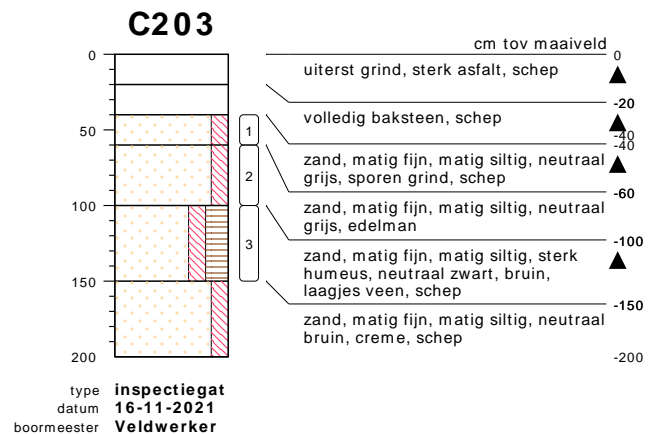 C203
cm tov maaiveld
0
0
uiterst grind, sterk asfalt, schep
-20
volledig baksteen, schep
-40
-40
50
1
zand, matig fijn, matig siltig, neutraal
grijs, sporen grind, schep
2
-60
zand, matig fijn, matig siltig, neutraal
grijs, edelman
100
-100
3
zand, matig fijn, matig siltig, sterk
humeus, neutraal zwart, bruin,
laagjes veen, schep
150
-150
zand, matig fijn, matig siltig, neutraal
bruin, creme, schep
200
-200
type inspectiegat
datum 16-11-2021
boormeester Veldwerker